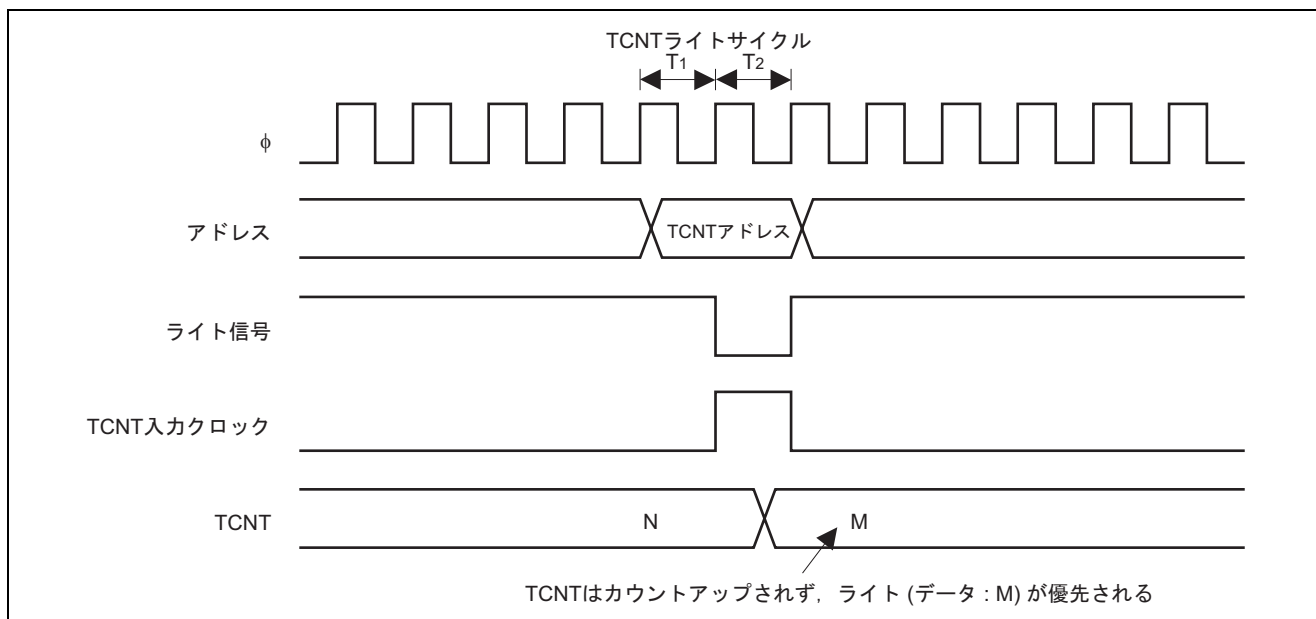 TCNTライトサイクル
T1 T2
φ
アドレス
TCNTアドレス
ライト信号
TCNT入力クロック
TCNT
N
M
TCNTはカウントアップされず，ライト (データ : M) が優先される